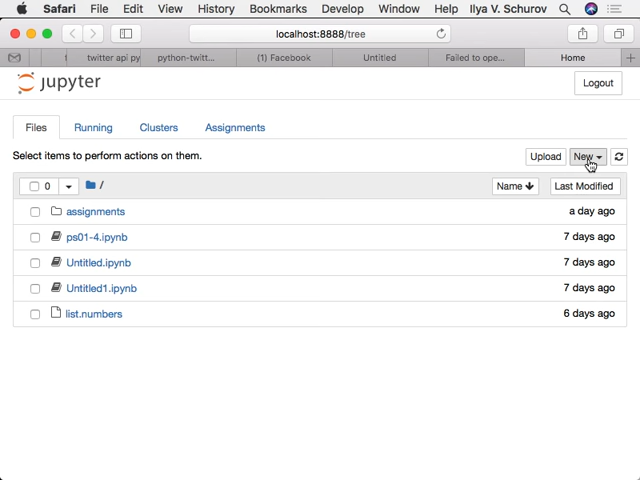 Safari File Edit View History Bookmarks Develop Window Help Ilya V. Schurov
localhost:8888/tree
twitter api py python-twitt... (1) Facebook Untitled Failed to ope... Home
jupyter Logout
Files Running Clusters Assignments
Select items to perform actions on them. Upload New
0 / Name Last Modified
assignments a day ago
ps01-4.ipynb 7 days ago
Untitled.ipynb 7 days ago
Untitled1.ipynb 7 days ago
list.numbers 6 days ago